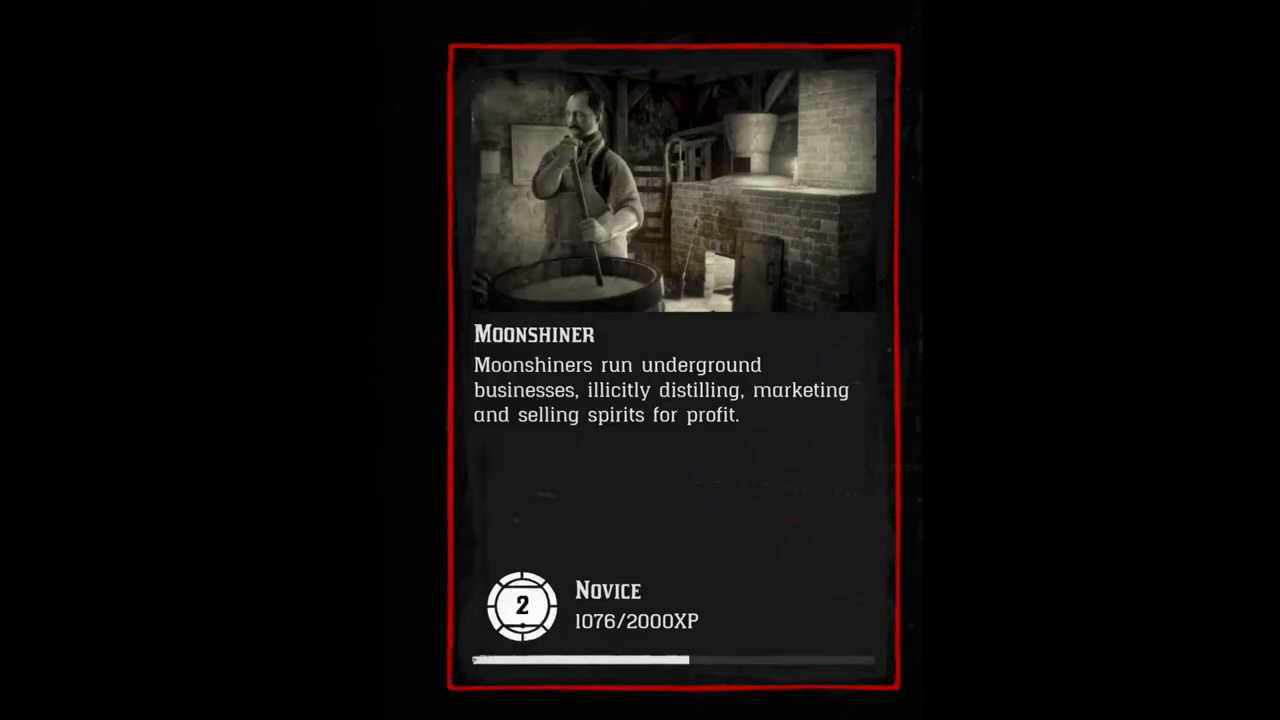 Moonshiner
Moonshiners run underground
businesses, illicitly distilling, marketing
and selling spirits for profit.
2
Novice
1076/2000XP